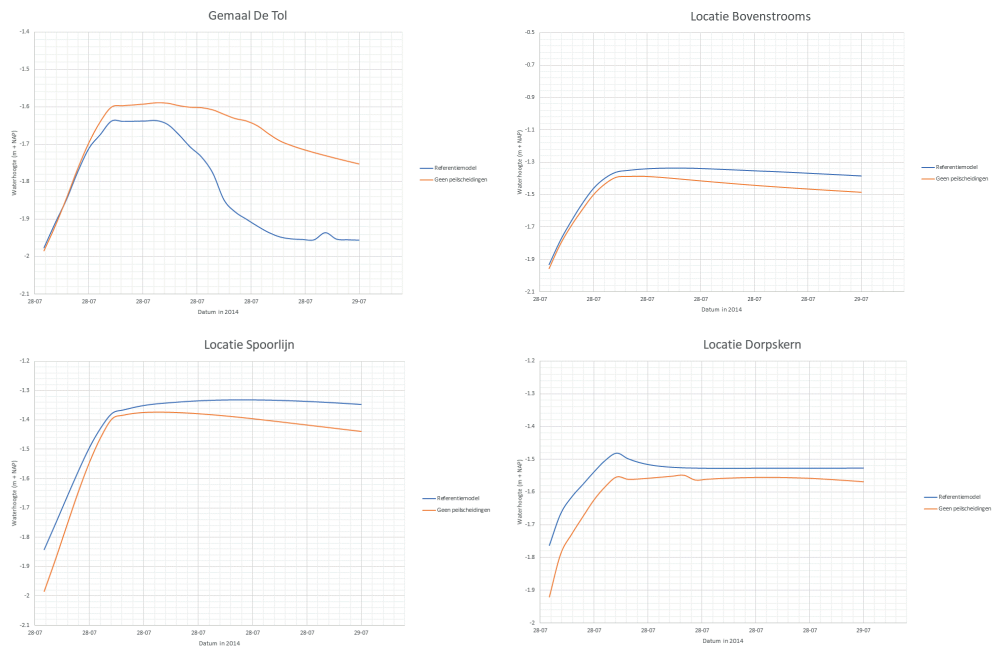 Gemaal De Tol
-1.4
-1.5
-1.6
-1.7
-1.8
-1.9
-2
-2.1
Waterhoogte (m + NAP)
28-07 28-07 28-07 28-07 28-07 28-07 29-07
Datum in 2014
Referentiemodel
Geen peilscheidingen
Locatie Bovenstrooms
-0.5
-0.7
-0.9
-1.1
-1.3
-1.5
-1.7
-1.9
-2.1
Waterhoogte (m + NAP)
28-07 28-07 28-07 28-07 28-07 28-07 29-07
Datum in 2014
Referentiemodel
Geen peilscheidingen
Locatie Spoorlijn
-1.2
-1.3
-1.4
-1.5
-1.6
-1.7
-1.8
-1.9
-2
-2.1
Waterhoogte (m + NAP)
28-07 28-07 28-07 28-07 28-07 28-07 29-07
Datum in 2014
Referentiemodel
Geen peilscheidingen
Locatie Dorpskern
-1.2
-1.3
-1.4
-1.5
-1.6
-1.7
-1.8
-1.9
-2
Waterhoogte (m + NAP)
28-07 28-07 28-07 28-07 28-07 28-07 29-07
Datum in 2014
Referentiemodel
Geen peilscheidingen